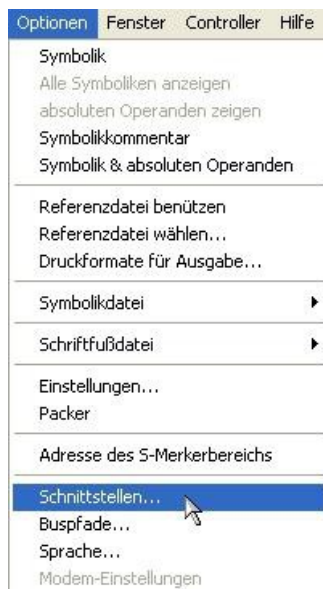 Optionen Fenster Controller Hilfe
Symbolik
Alle Symboliken anzeigen
absoluten Operanden zeigen
Symbolikkommentar
Symbolik & absoluten Operanden
Referenzdatei benützen
Referenzdatei wählen...
Druckformate für Ausgabe...
Symbolikdatei
Schriftfußdatei
Einstellungen...
Packer
Adresse des S-Merkerbereichs
Schnittstellen...
Buspfade...
Sprache...
Modem-Einstellungen